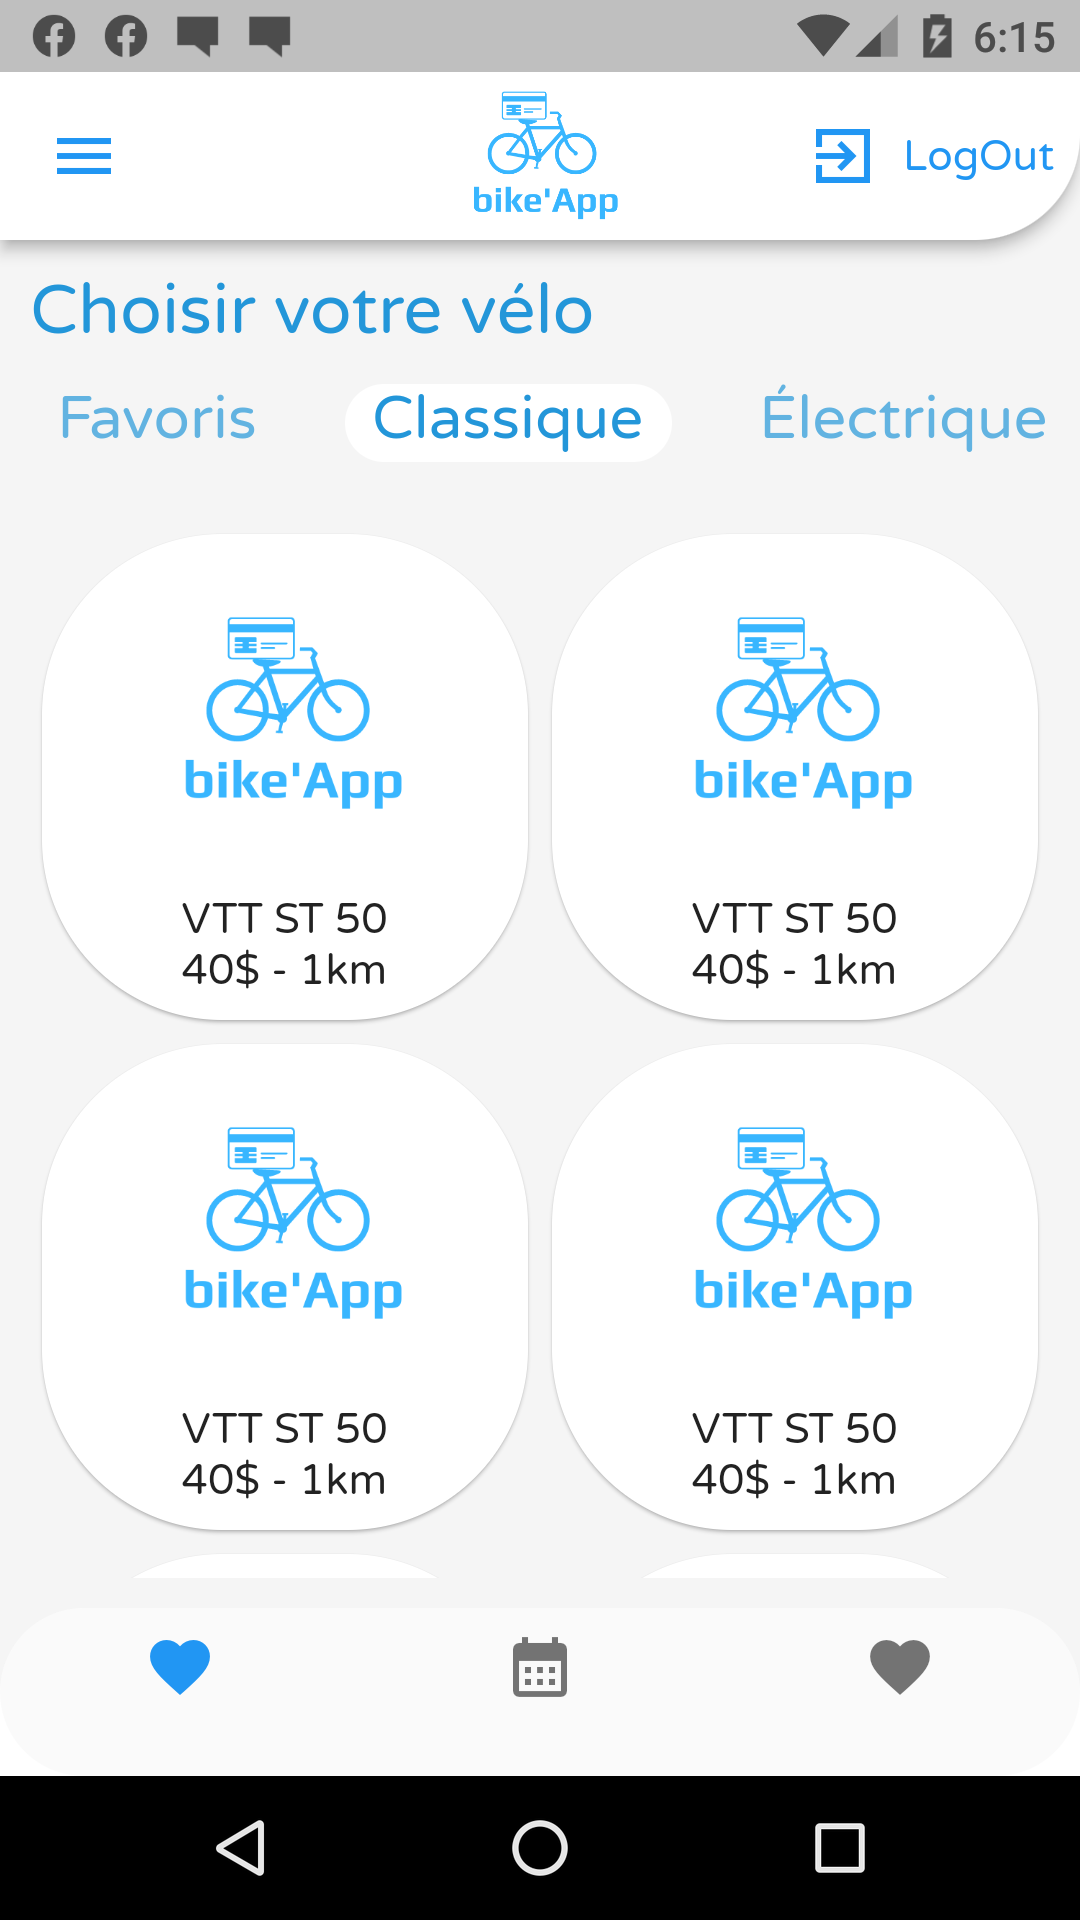 6:15
bike'App
LogOut
Choisir votre vélo
Favoris Classique Électrique
bike'App bike'App
VTT ST 50 VTT ST 50
40$ - 1km 40$ - 1km
bike'App bike'App
VTT ST 50 VTT ST 50
40$ - 1km 40$ - 1km